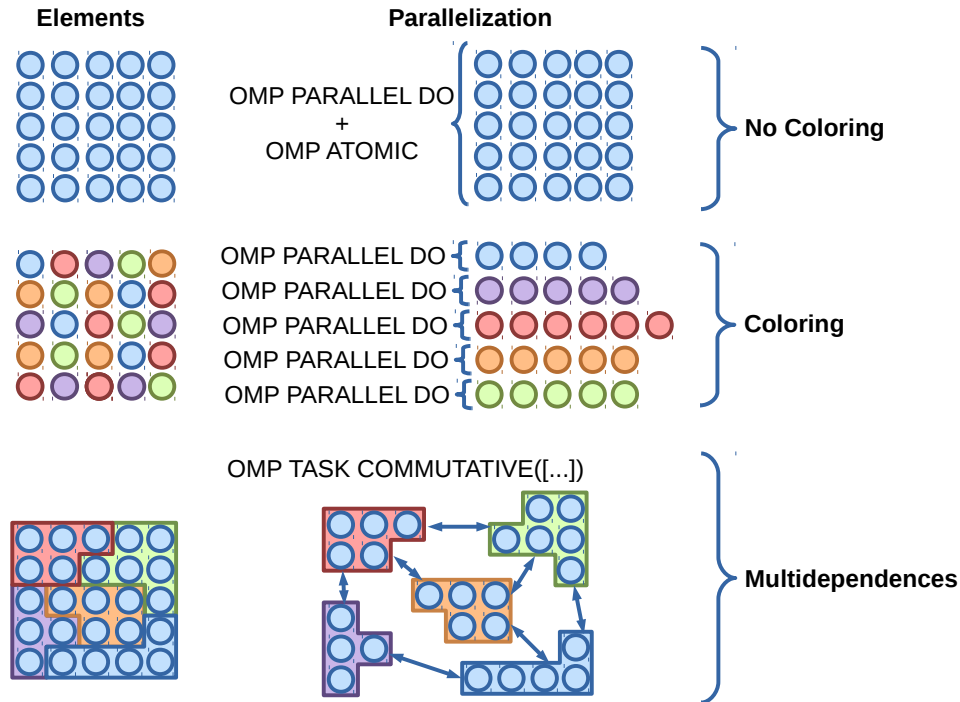 Elements
Parallelization
OMP PARALLEL DO
+
OMP ATOMIC
No Coloring
OMP PARALLEL DO
OMP PARALLEL DO
OMP PARALLEL DO
OMP PARALLEL DO
OMP PARALLEL DO
Coloring
OMP TASK COMMUTATIVE([...])
Multidependences